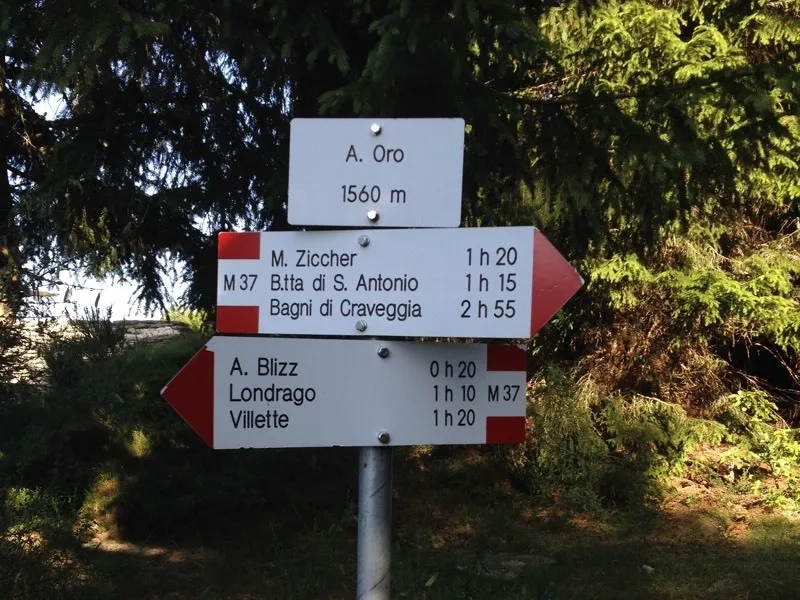 A. Oro
1560 m
M. Ziccher 1 h 20
M 37 B.tta di S. Antonio 1 h 15
Bagni di Craveggia 2 h 55
A. Blizz 0 h 20
Londrago 1 h 10 M 37
Villette 1 h 20